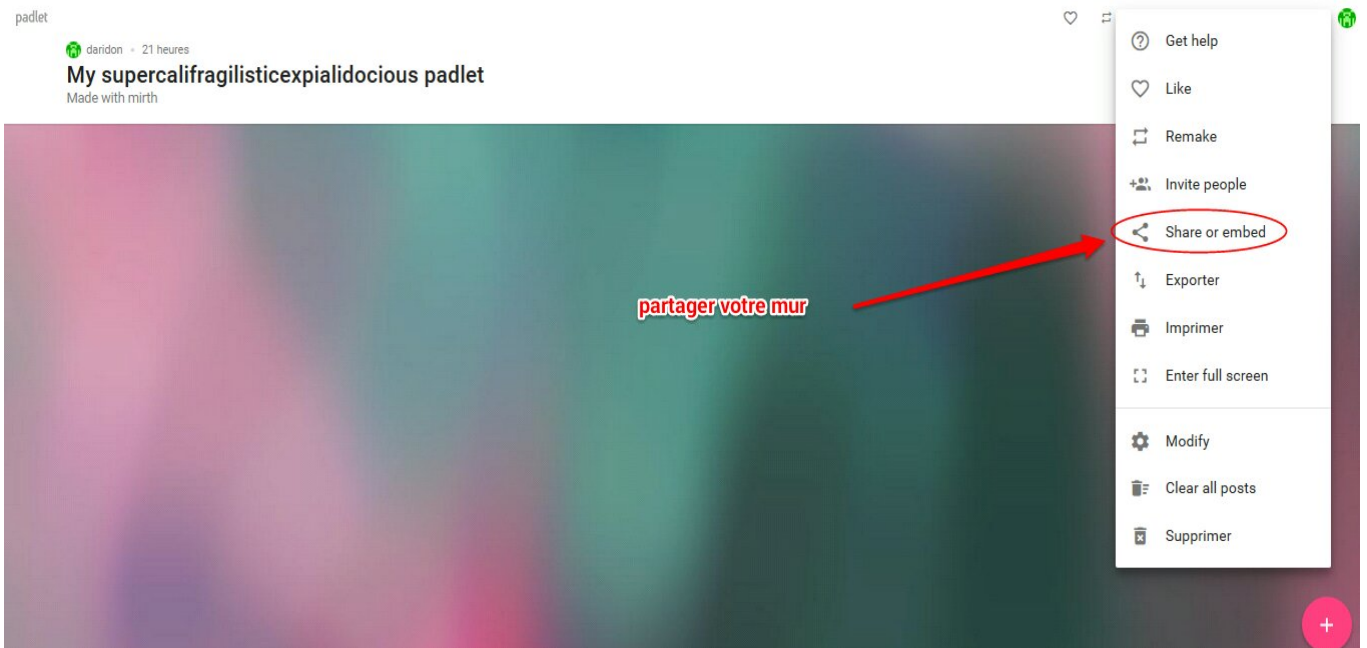 padlet
daridon • 21 heures
My supercalifragilisticexpialidocious padlet
Made with mirth
Get help
Like
Remake
Invite people
Share or embed
partager votre mur
Exporter
Imprimer
Enter full screen
Modify
Clear all posts
Supprimer